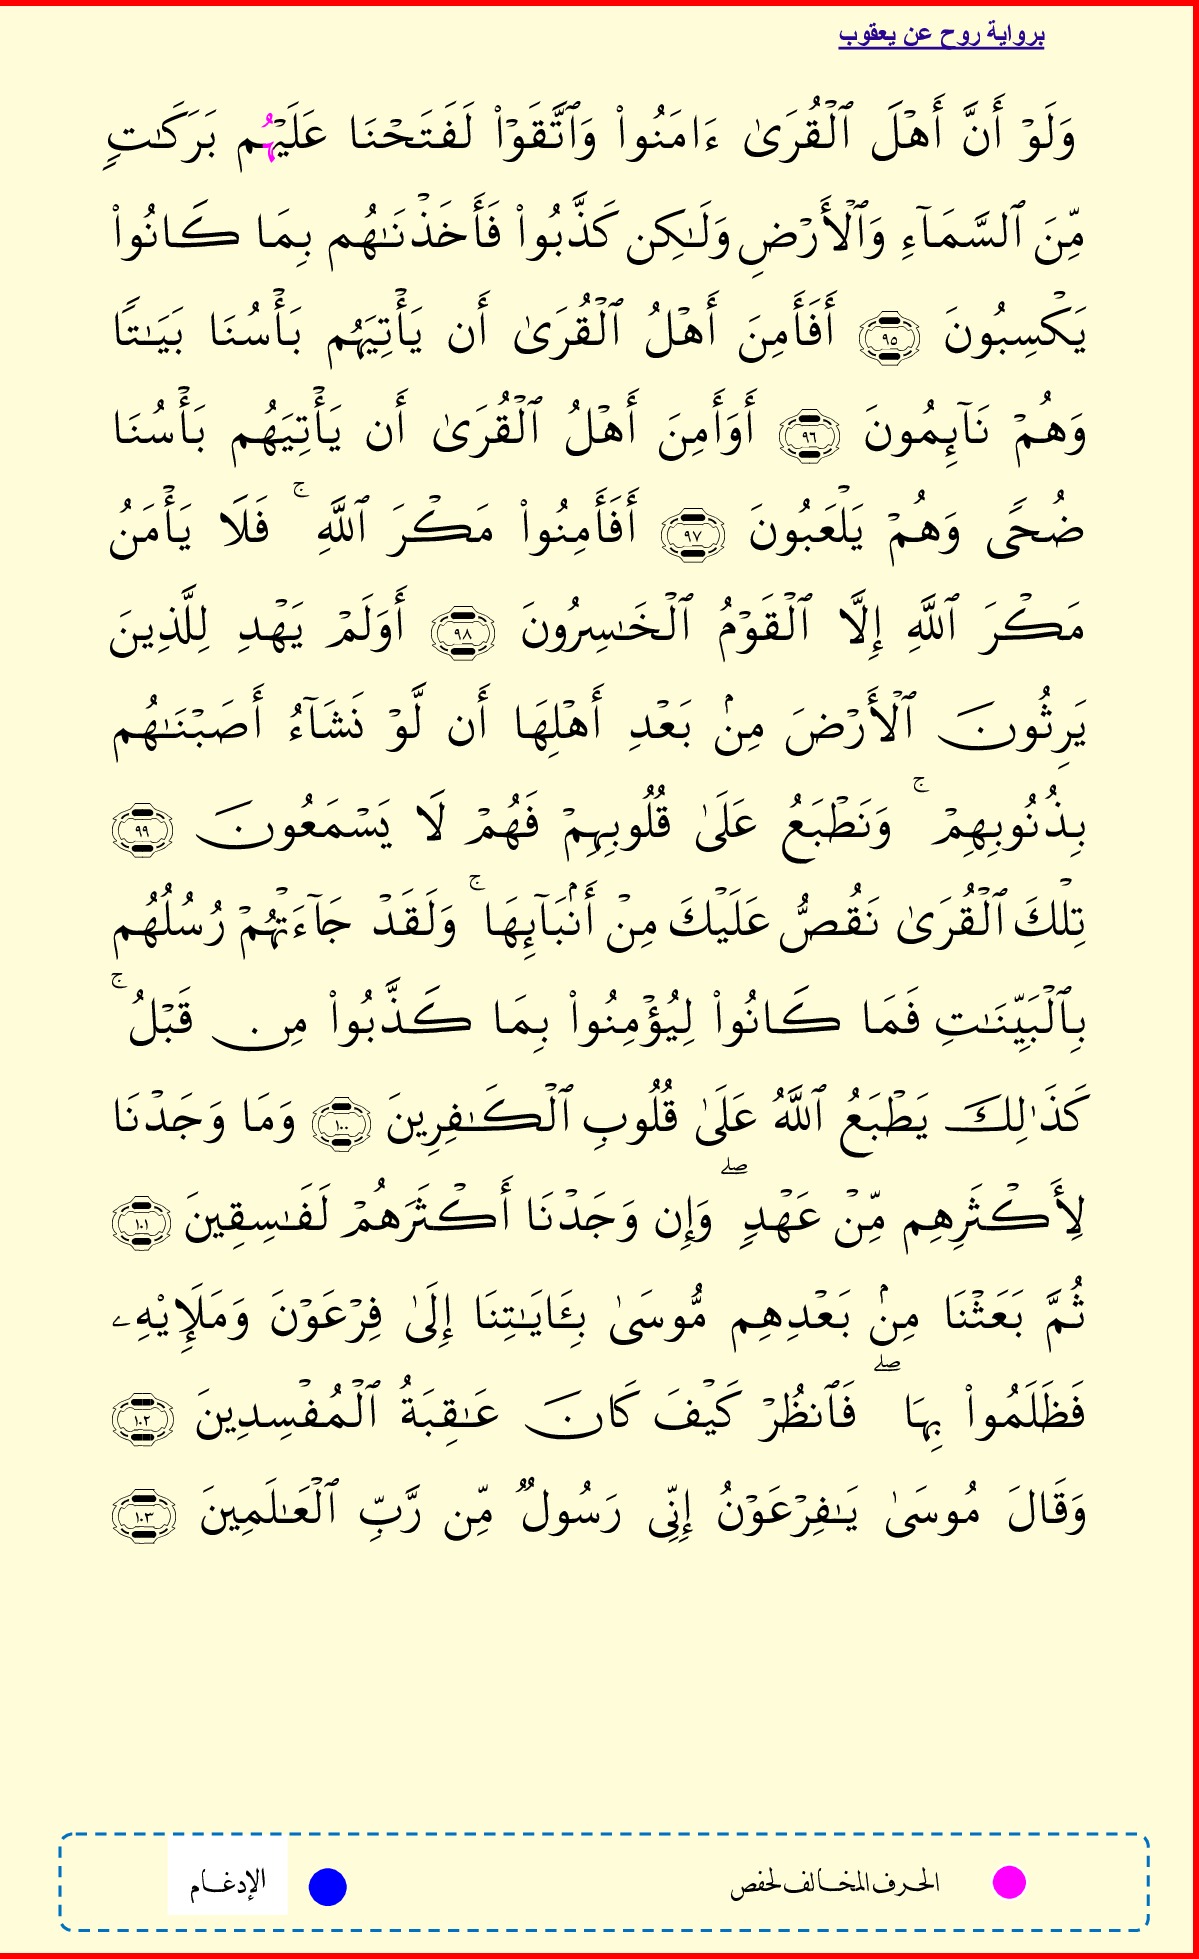 برواية روح عن يعقوب
وَلَوۡ أَنَّ أَهۡلَ ٱلۡقُرَىٰ ءَامَنُواْ وَٱتَّقَوۡاْ لَفَتَحۡنَا عَلَيۡهُم بَرَكَٰتٖ
مِّنَ ٱلسَّمَآءِ وَٱلۡأَرۡضِ وَلَٰكِن كَذَّبُواْ فَأَخَذۡنَٰهُم بِمَا كَانُواْ
يَكۡسِبُونَ ٩٥ أَفَأَمِنَ أَهۡلُ ٱلۡقُرَىٰ أَن يَأۡتِيَهُم بَأۡسُنَا بَيَٰتٗا
وَهُمۡ نَآئِمُونَ ٩٦ أَوَأَمِنَ أَهۡلُ ٱلۡقُرَىٰ أَن يَأۡتِيَهُم بَأۡسُنَا
ضُحٗى وَهُمۡ يَلۡعَبُونَ ٩٧ أَفَأَمِنُواْ مَكۡرَ ٱللَّهِۚ فَلَا يَأۡمَنُ
مَكۡرَ ٱللَّهِ إِلَّا ٱلۡقَوۡمُ ٱلۡخَٰسِرُونَ ٩٨ أَوَلَمۡ يَهۡدِ لِلَّذِينَ
يَرِثُونَ ٱلۡأَرۡضَ مِنۢ بَعۡدِ أَهۡلِهَا أَن لَّوۡ نَشَآءُ أَصَبۡنَٰهُم
بِذُنُوبِهِمۡۚ وَنَطۡبَعُ عَلَىٰ قُلُوبِهِمۡ فَهُمۡ لَا يَسۡمَعُونَ ٩٩
تِلۡكَ ٱلۡقُرَىٰ نَقُصُّ عَلَيۡكَ مِنۡ أَنۢبَآئِهَاۚ وَلَقَدۡ جَآءَتۡهُمۡ رُسُلُهُم
بِٱلۡبَيِّنَٰتِ فَمَا كَانُواْ لِيُؤۡمِنُواْ بِمَا كَذَّبُواْ مِن قَبۡلُۚ
كَذَٰلِكَ يَطۡبَعُ ٱللَّهُ عَلَىٰ قُلُوبِ ٱلۡكَٰفِرِينَ ١٠٠ وَمَا وَجَدۡنَا
لِأَكۡثَرِهِم مِّنۡ عَهۡدٖۖ وَإِن وَجَدۡنَا أَكۡثَرَهُمۡ لَفَٰسِقِينَ ١٠١
ثُمَّ بَعَثۡنَا مِنۢ بَعۡدِهِم مُّوسَىٰ بِـَٔايَٰتِنَا إِلَىٰ فِرۡعَوۡنَ وَمَلَإِيْهِۦ
فَظَلَمُواْ بِهَاۖ فَٱنظُرۡ كَيۡفَ كَانَ عَٰقِبَةُ ٱلۡمُفۡسِدِينَ ١٠٢
وَقَالَ مُوسَىٰ يَٰفِرۡعَوۡنُ إِنِّي رَسُولٞ مِّن رَّبِّ ٱلۡعَٰلَمِينَ ١٠٣
الحرف المخالف لحفص
الإدغام